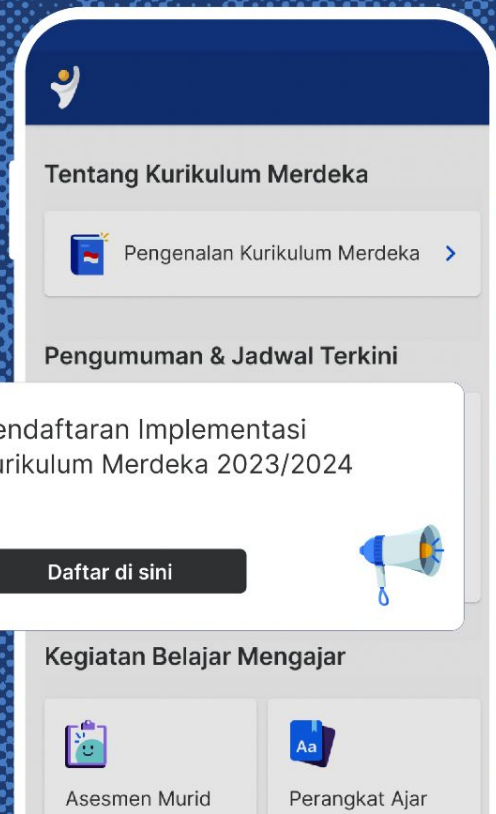 Tentang Kurikulum Merdeka
Pengenalan Kurikulum Merdeka
Pengumuman & Jadwal Terkini
endaftaran Implementasi
urikulum Merdeka 2023/2024
Daftar di sini
Kegiatan Belajar Mengajar
Aa
Asesmen Murid
Perangkat Ajar